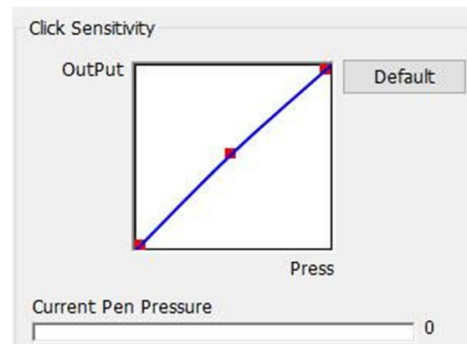 Click Sensitivity
OutPut
Default
Press
Current Pen Pressure
0